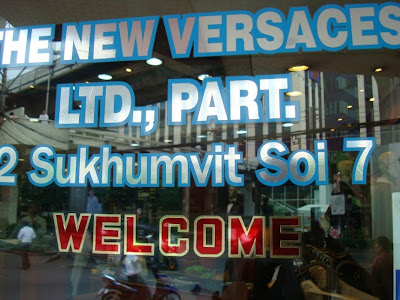 THE NEW VERSACES
LTD., PART.
2 Sukhumvit Soi 7
WELCOME